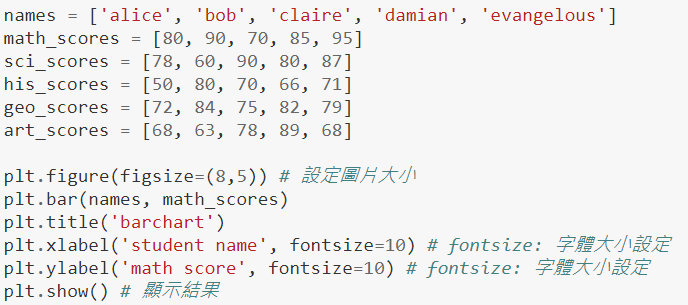 names = ['alice', 'bob', 'claire', 'damian', 'evangelous']
math_scores = [80, 90, 70, 85, 95]
sci_scores = [78, 60, 90, 80, 87]
his_scores = [50, 80, 70, 66, 71]
geo_scores = [72, 84, 75, 82, 79]
art_scores = [68, 63, 78, 89, 68]
plt.figure(figsize=(8,5)) # 設定圖片大小
plt.bar(names, math_scores)
plt.title('barchart')
plt.xlabel('student name', fontsize=10) # fontsize: 字體大小設定
plt.ylabel('math score', fontsize=10) # fontsize: 字體大小設定
plt.show() # 顯示結果